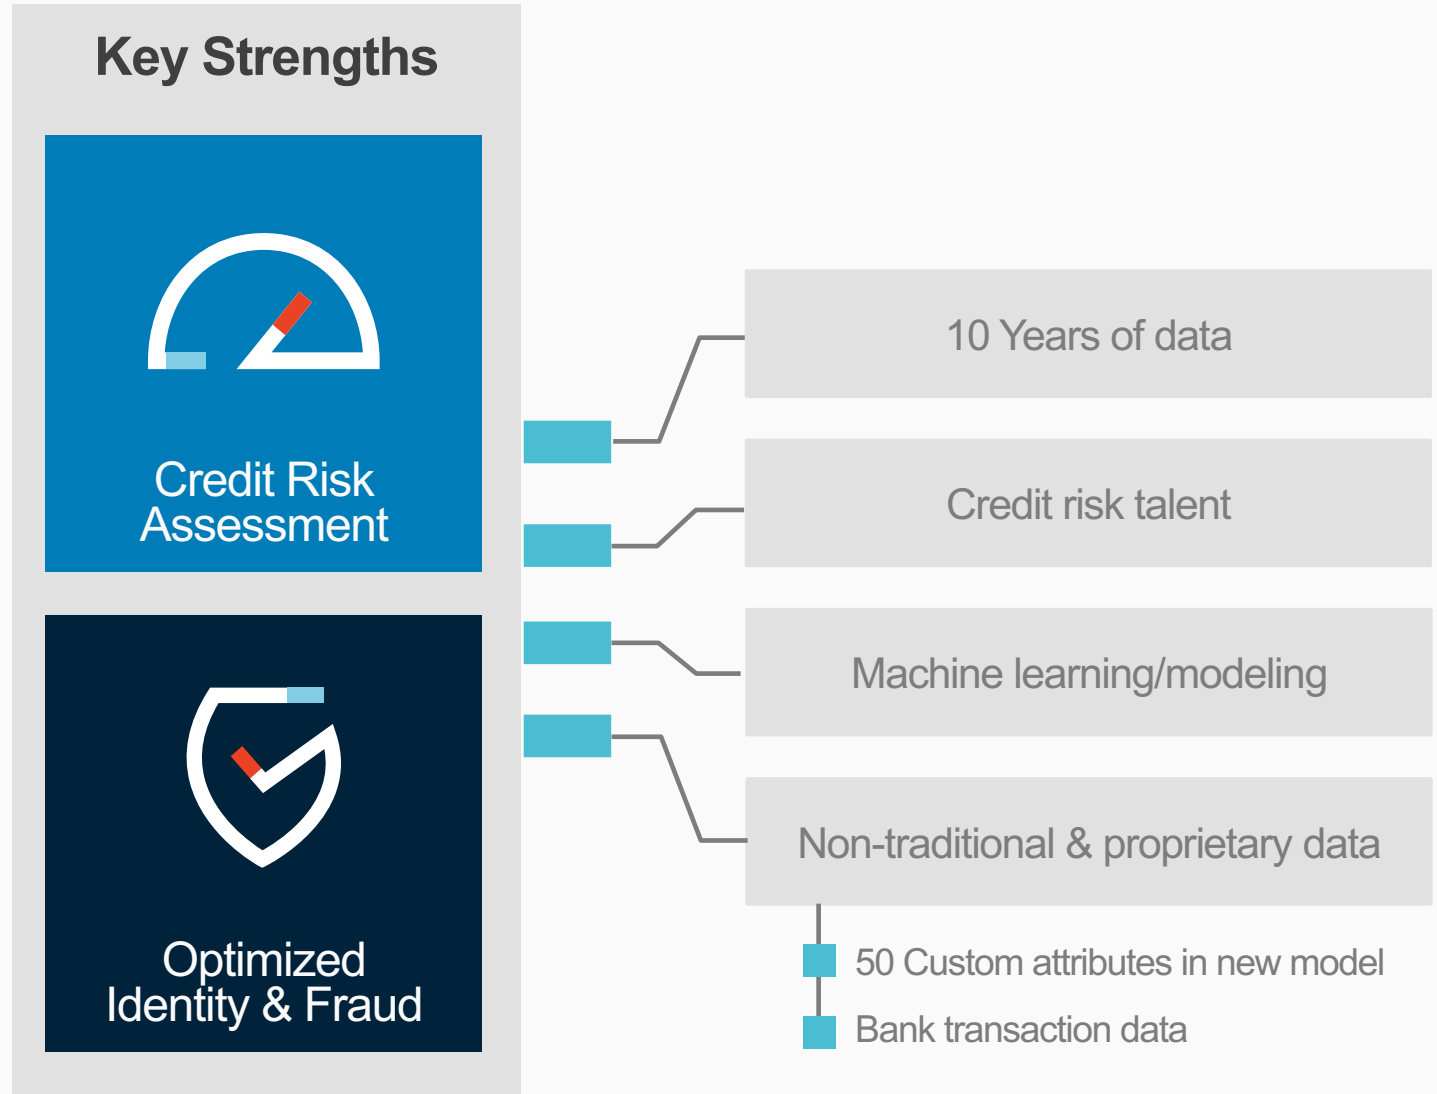 Key Strengths
Credit Risk
Assessment
Optimized
Identity & Fraud
10 Years of data
Credit risk talent
Machine learning/modeling
Non-traditional & proprietary data
50 Custom attributes in new model
Bank transaction data